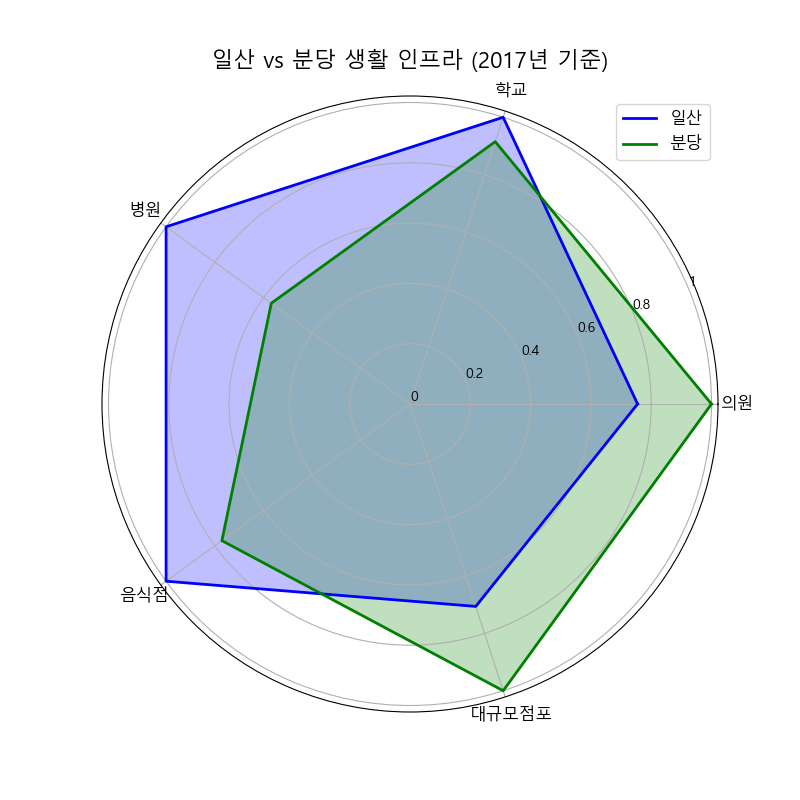 일산 vs 분당 생활 인프라 (2017년 기준)
학교
일산
분당
병원
1
0.8
0.6
0.4
0.2
0
의원
음식점
대규모점포